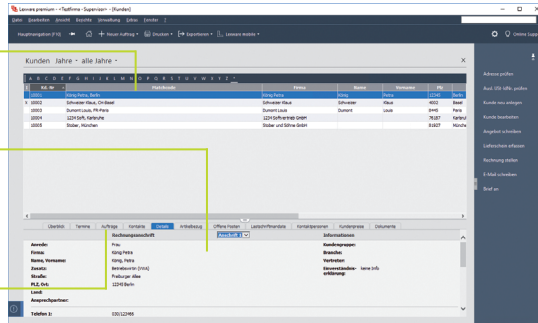 Lexware premium - <Testfirma - Supervisor> - [Kunden]
Datei Bearbeiten Ansicht Berichte Verwaltung Extras Fenster ?
Hauptnavigation [F10] + Neuer Auftrag Drucken Exportieren Lexware mobile Online Supp
Kunden Jahre - alle Jahre -
A B C D E F G H I J K L M N O P Q R S T U V W X Y Z *
Kd. Nr Matchcode Firma Name Vorname Plz Ort
10001 König Petra, Berlin König Petra König Petra 12345 Berlin
10002 Schweizer Klaus, CH-Basel Schweizer Klaus Schweizer Klaus 4002 Basel
10003 Dumont Louis, FR-Paris Dumont Louis Dumont Louis Paris
10004 1234 Soft, Karlsruhe 1234 Softvertrieb GmbH 76187 Karlsru
10005 Stober, München Stober und Söhne GmbH 81827 Münche
Adresse prüfen
Ausl. USt-IdNr. prüfen
Kunde neu anlegen
Kunde bearbeiten
Angebot schreiben
Lieferschein erfassen
Rechnung stellen
E-Mail schreiben
Brief an
Überblick Termine Aufträge Kontakte Details Artikelbezug Offene Posten Lastschriftmandate Kontaktpersonen Kundenpreise Dokumente
Rechnungsanschrift Anschrift 1 Informationen
Anrede: Frau Kundengruppe:
Firma: König, Petra Branche:
Name, Vorname: König, Petra Vertreter:
Zusatz: Einverständnis- keine Info
Straße: Freiburger Allee erklärung:
PLZ, Ort: 12345 Berlin
Land:
Ansprechpartner:
Telefon 1: 030/123466